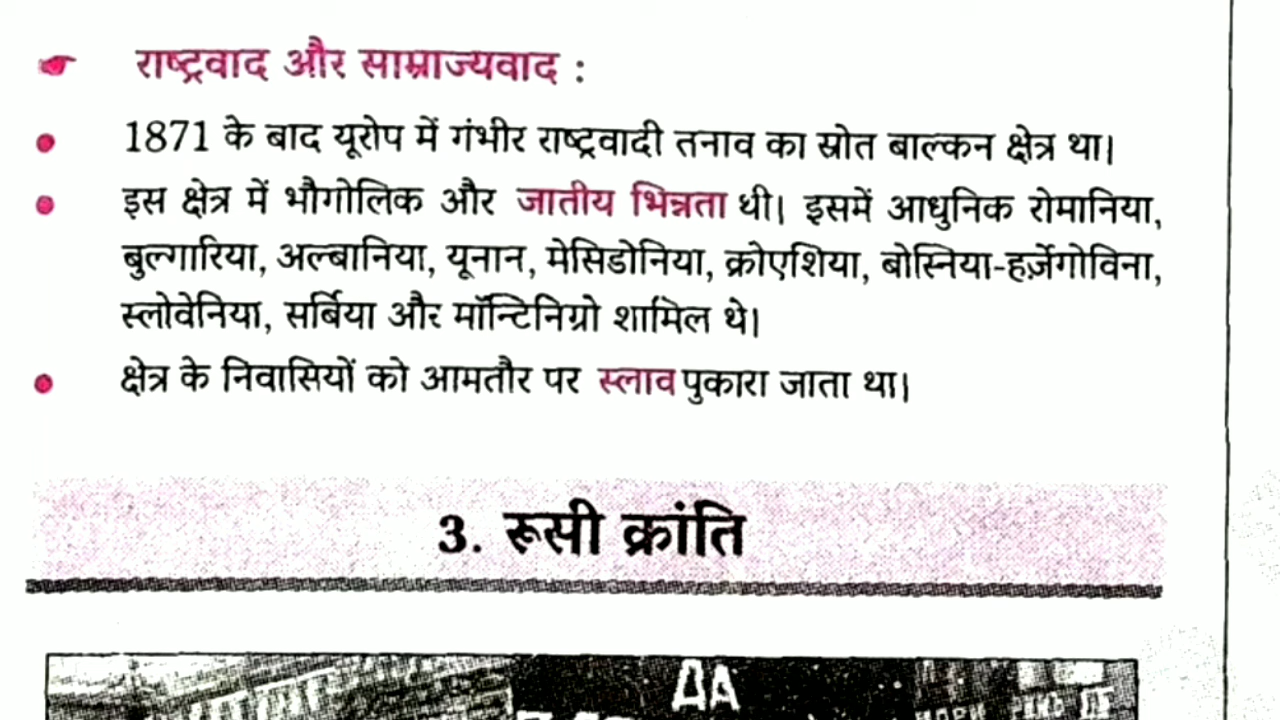 राष्ट्रवाद और साम्राज्यवाद :
1871 के बाद यूरोप में गंभीर राष्ट्रवादी तनाव का स्रोत बाल्कन क्षेत्र था।
इस क्षेत्र में भौगोलिक और जातीय भिन्नता थी। इसमें आधुनिक रोमानिया,
बुल्गारिया, अल्बानिया, यूनान, मेसिडोनिया, क्रोएशिया, बोस्निया-हर्ज़ेगोविना,
स्लोवेनिया, सर्बिया और मॉन्टिनिग्रो शामिल थे।
क्षेत्र के निवासियों को आमतौर पर स्लाव पुकारा जाता था।
3. रूसी क्रांति
ДА